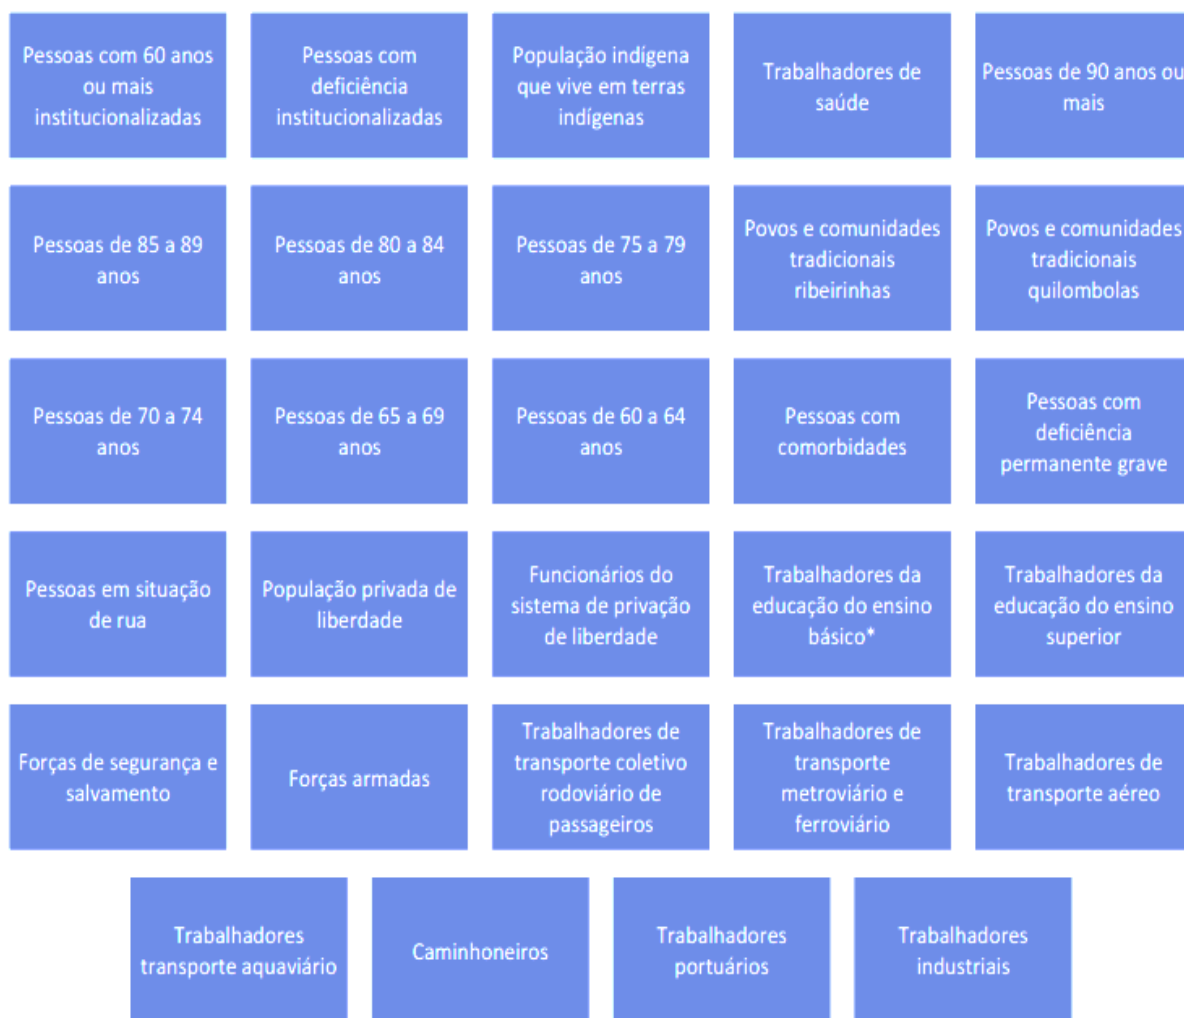 Pessoas com 60 anos
ou mais
institucionalizadas
Pessoas com
deficiência
institucionalizadas
População indígena
que vive em terras
indígenas
Trabalhadores de
saúde
Pessoas de 90 anos ou
mais
Pessoas de 85 a 89
anos
Pessoas de 80 a 84
anos
Pessoas de 75 a 79
anos
Povos e comunidades
tradicionais
ribeirinhas
Povos e comunidades
tradicionais
quilombolas
Pessoas de 70 a 74
anos
Pessoas de 65 a 69
anos
Pessoas de 60 a 64
anos
Pessoas com
comorbidades
Pessoas com
deficiência
permanente grave
Pessoas em situação
de rua
População privada de
liberdade
Funcionários do
sistema de privação
de liberdade
Trabalhadores da
educação do ensino
básico*
Trabalhadores da
educação do ensino
superior
Forças de segurança e
salvamento
Forças armadas
Trabalhadores de
transporte coletivo
rodoviário de
passageiros
Trabalhadores de
transporte
metroviário e
ferroviário
Trabalhadores de
transporte aéreo
Trabalhadores
transporte aquaviário
Caminhoneiros
Trabalhadores
portuários
Trabalhadores
industriais